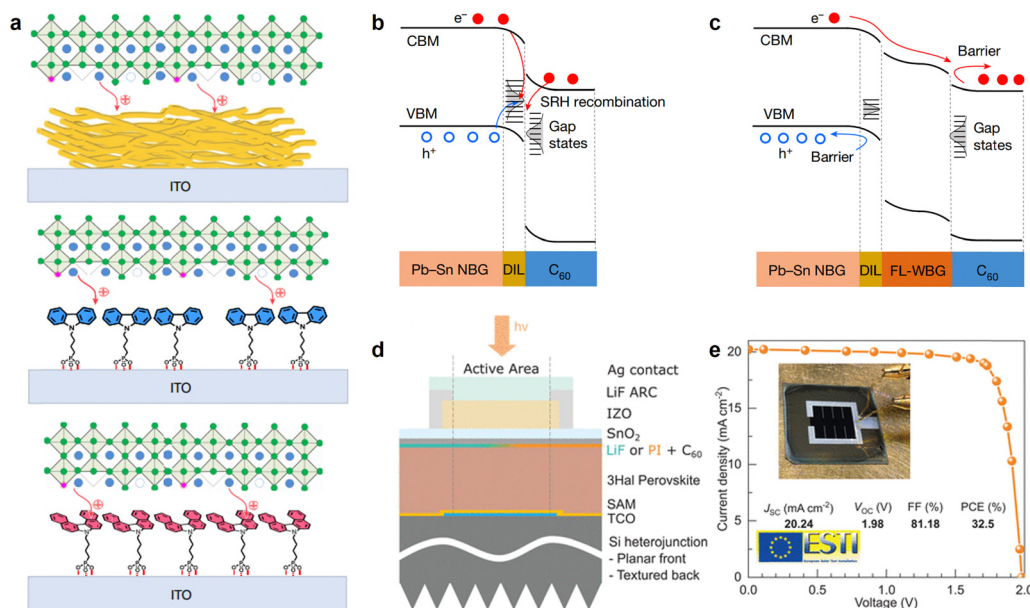 a
ITO
ITO
ITO
b
e⁻
CBM
VBM
h⁺
SRH recombination
Gap
states
Pb–Sn NBG
DIL
C₆₀
c
e⁻
CBM
Barrier
VBM
h⁺
Barrier
Gap
states
Pb–Sn NBG
DIL
FL-WBG
C₆₀
d
hν
Active Area
Ag contact
LiF ARC
IZO
SnO₂
LiF or PI + C₆₀
3Hal Perovskite
SAM
TCO
Si heterojunction
- Planar front
- Textured back
e
Current density (mA cm⁻²)
20
15
10
5
0
J_SC (mA cm⁻²) V_OC (V) FF (%) PCE (%)
20.24 1.98 81.18 32.5
ESTI
0.0 0.5 1.0 1.5 2.0
Voltage (V)